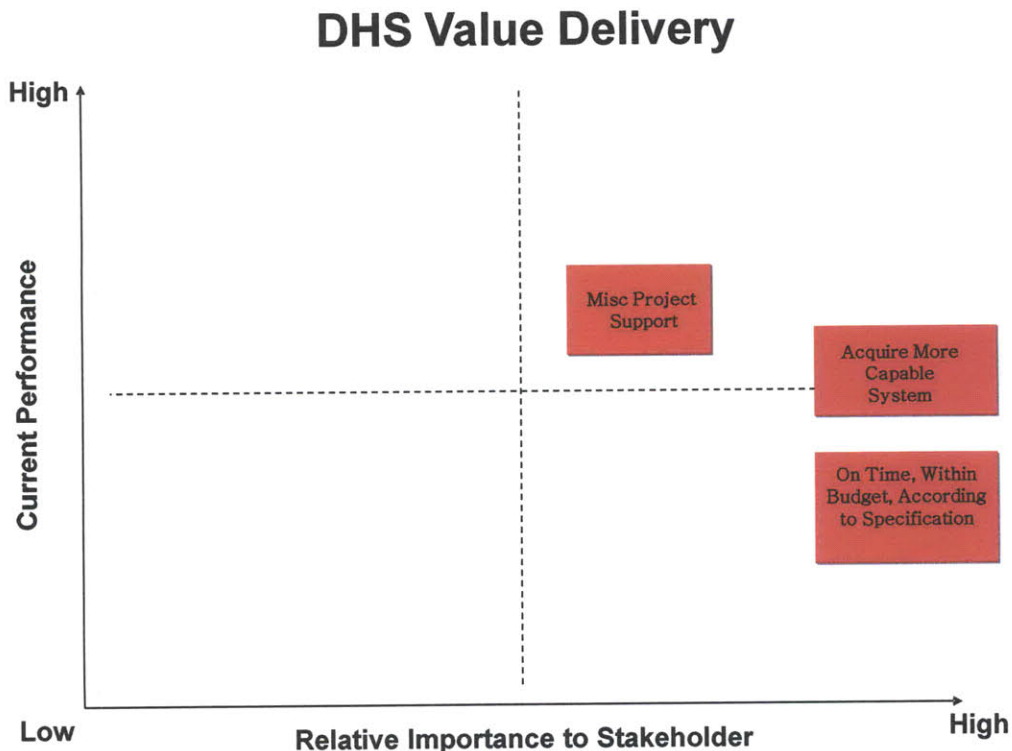 DHS Value Delivery
High
Current Performance
Misc Project
Support
Acquire More
Capable
System
On Time, Within
Budget, According
to Specification
Low
Relative Importance to Stakeholder
High